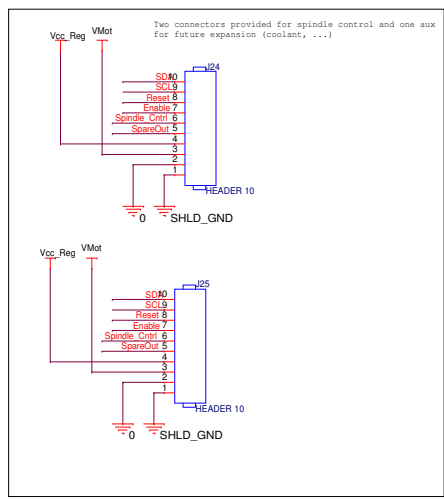 Two connectors provided for spindle control and one aux
for future expansion (coolant, ...)
Vcc_Reg
VMot
J24
SDA 10
SCL 9
Reset 8
Enable 7
Spindle_Cntrl 6
SpareOut 5
4
3
2
1
HEADER 10
0
SHLD_GND
Vcc_Reg
VMot
J25
SDA 10
SCL 9
Reset 8
Enable 7
Spindle_Cntrl 6
SpareOut 5
4
3
2
1
HEADER 10
0
SHLD_GND